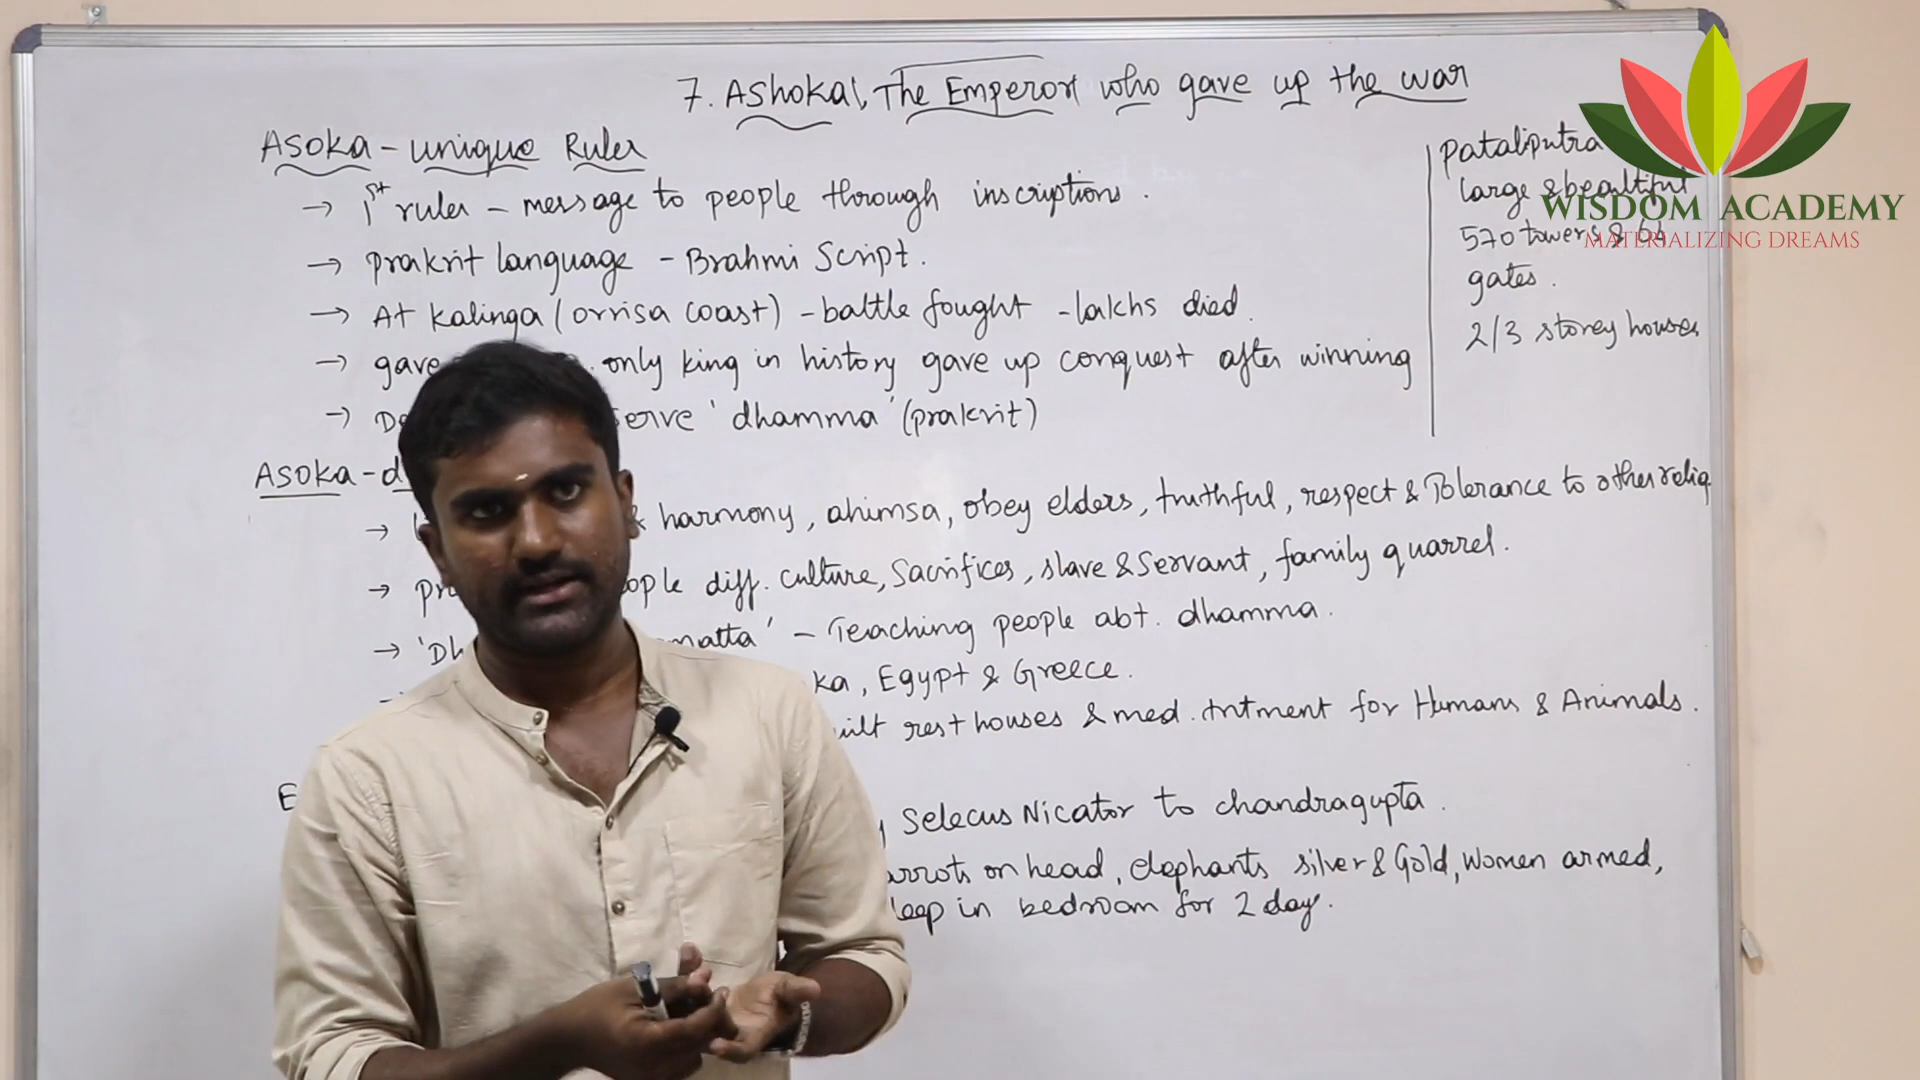 7. Ashoka, The Emperor who gave up the war
Asoka - unique Ruler
→ 1st ruler - message to people through inscriptions.
→ prakrit language - Brahmi Script.
→ At kalinga (orrisa coast) - battle fought - lakhs died.
→ gave only king in history gave up conquest after winning
→ erve 'dhamma' (prakrit)
Asoka - d
→ & harmony, ahimsa, obey elders, truthful, respect & Tolerance to other relig
→ ople diff. culture, Sacrifices, slave & Servant, family quarrel.
→ 'Dh matta' - Teaching people abt. dhamma.
ka, Egypt & Greece.
uilt rest houses & med. tntment for Humans & Animals.
E
y Selecus Nicator to chandragupta.
arrots on head, elephants silver & Gold, women armed,
leep in bedroom for 2 day.
Pataliputra
large & beautiful
570 towers & 64
gates.
2/3 storey houses
WISDOM ACADEMY
MATERIALIZING DREAMS